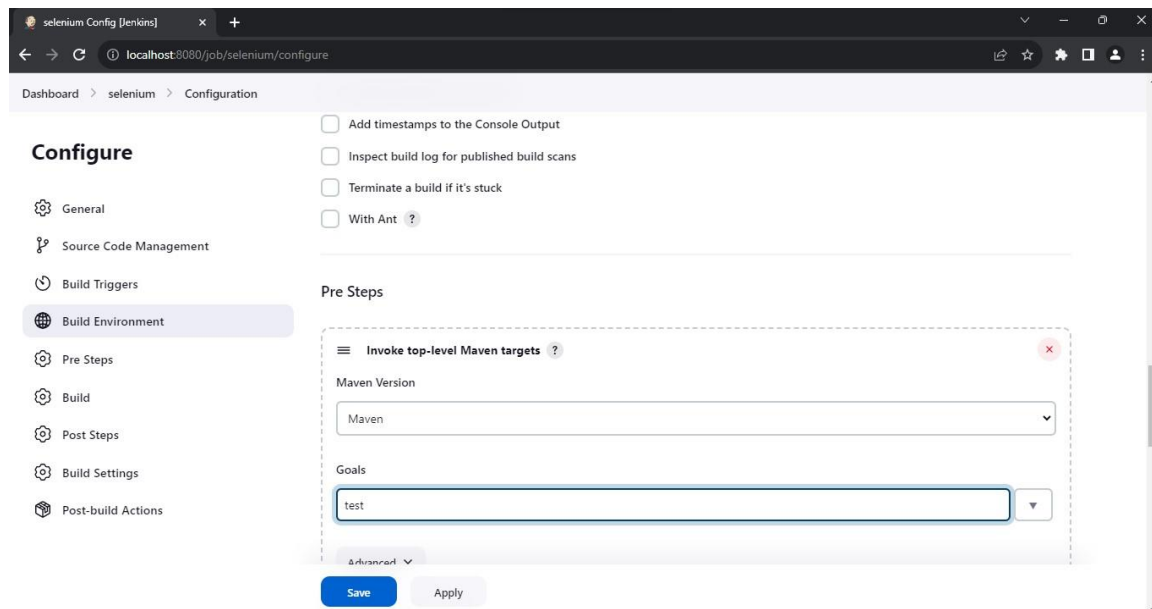 selenium Config [Jenkins]
localhost:8080/job/selenium/configure
Dashboard > selenium > Configuration
Configure
General
Source Code Management
Build Triggers
Build Environment
Pre Steps
Build
Post Steps
Build Settings
Post-build Actions
Add timestamps to the Console Output
Inspect build log for published build scans
Terminate a build if it's stuck
With Ant ?
Pre Steps
Invoke top-level Maven targets ?
Maven Version
Maven
Goals
test
Advanced
Save Apply